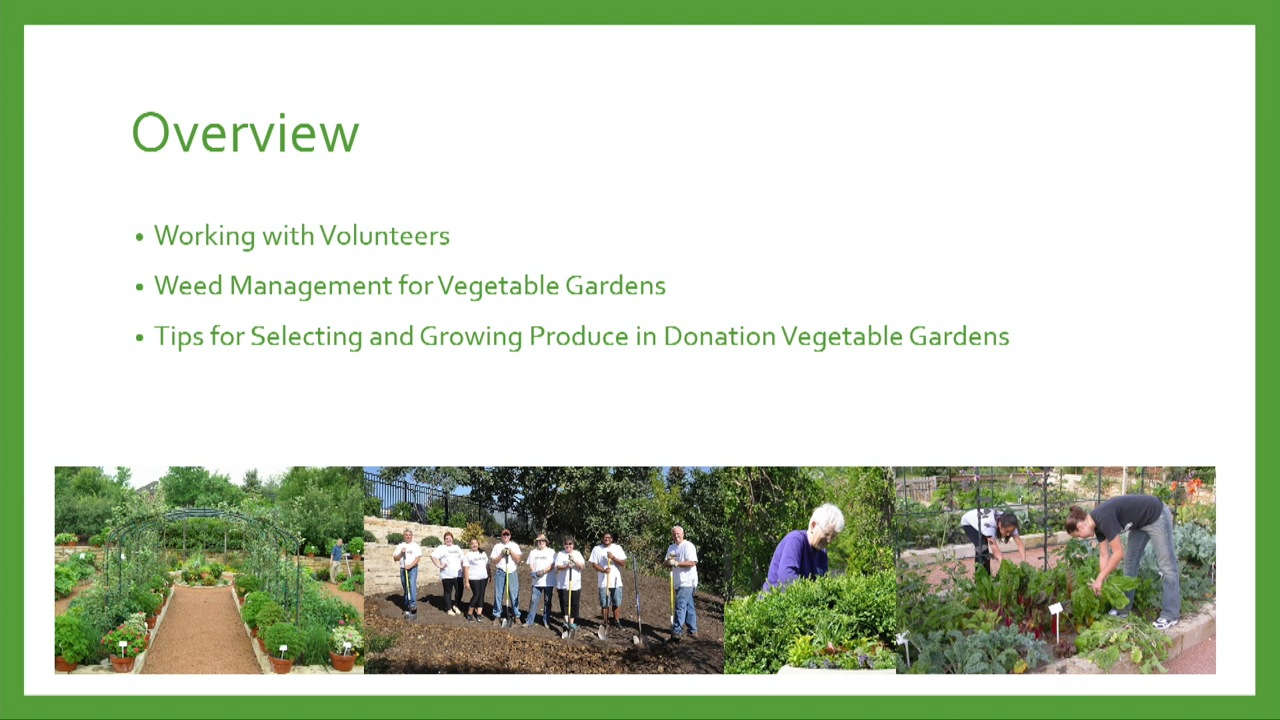 Overview
• Working with Volunteers
• Weed Management for Vegetable Gardens
• Tips for Selecting and Growing Produce in Donation Vegetable Gardens